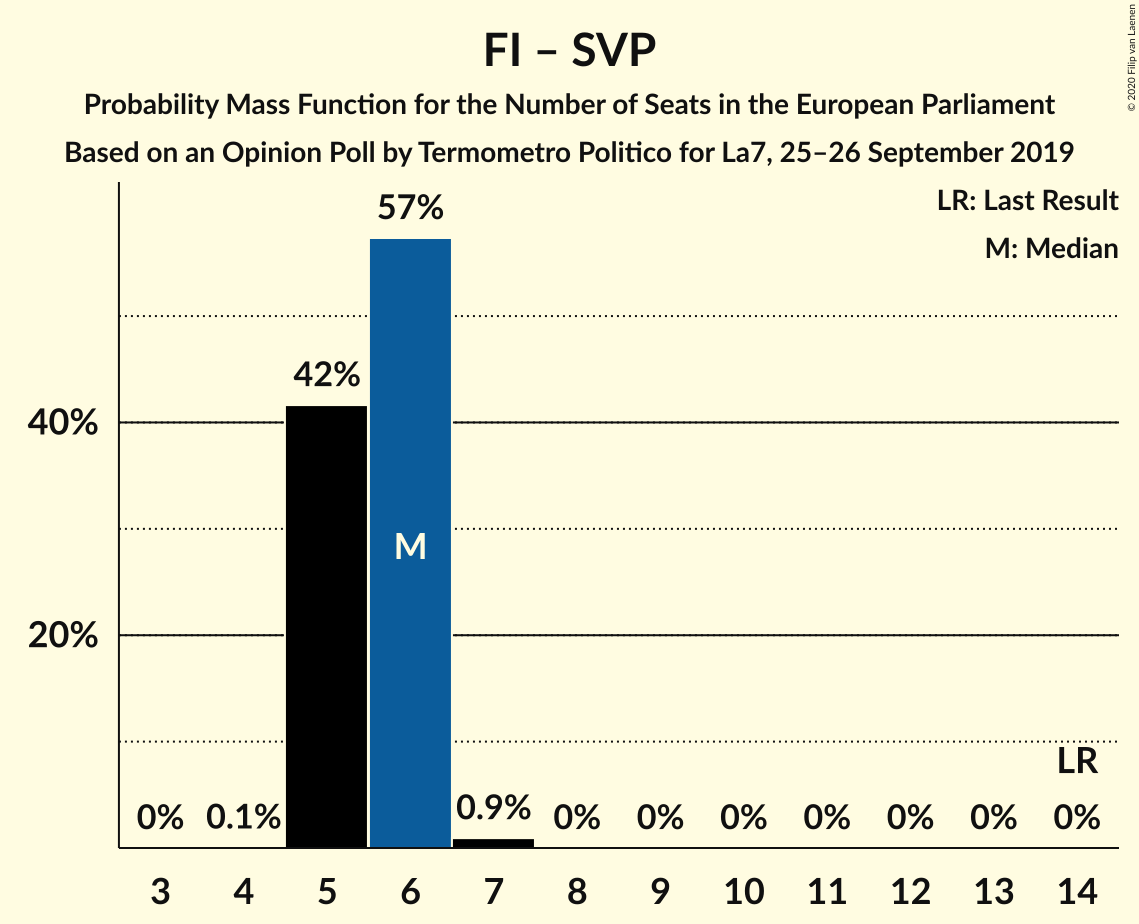 FI – SVP
Probability Mass Function for the Number of Seats in the European Parliament
Based on an Opinion Poll by Termometro Politico for La7, 25–26 September 2019
© 2020 Filip van Laenen
LR: Last Result
M: Median
57%
42%
40%
M
20%
LR
0% 0.1% 0.9% 0% 0% 0% 0% 0% 0% 0%
3 4 5 6 7 8 9 10 11 12 13 14